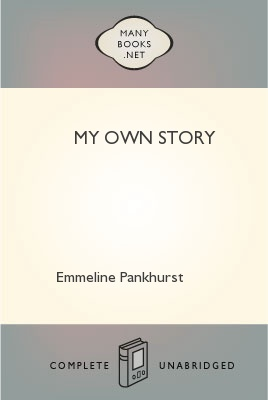 MANY
BOOKS
.NET
MY OWN STORY
Emmeline Pankhurst
COMPLETE UNABRIDGED